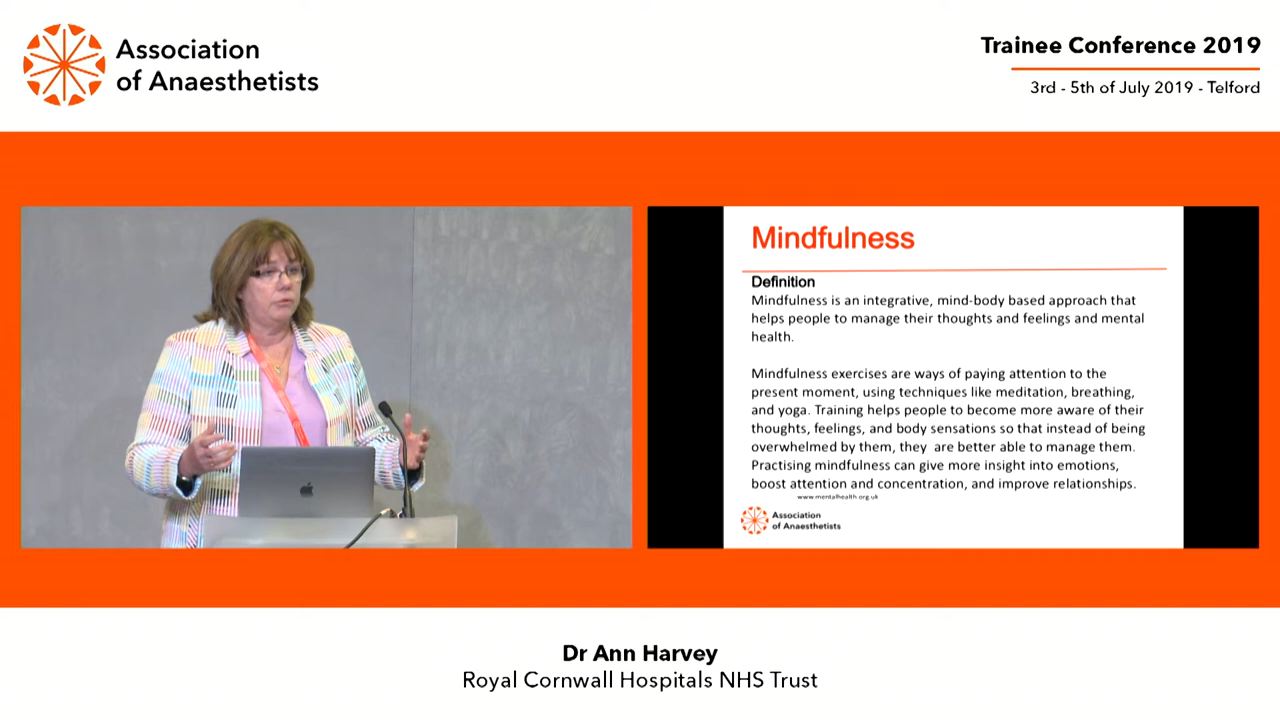 Association
of Anaesthetists
Trainee Conference 2019
3rd - 5th of July 2019 - Telford
Mindfulness
Definition
Mindfulness is an integrative, mind-body based approach that
helps people to manage their thoughts and feelings and mental
health.
Mindfulness exercises are ways of paying attention to the
present moment, using techniques like meditation, breathing,
and yoga. Training helps people to become more aware of their
thoughts, feelings, and body sensations so that instead of being
overwhelmed by them, they are better able to manage them.
Practising mindfulness can give more insight into emotions,
boost attention and concentration, and improve relationships.
www.mentalhealth.org.uk
Association
of Anaesthetists
Dr Ann Harvey
Royal Cornwall Hospitals NHS Trust